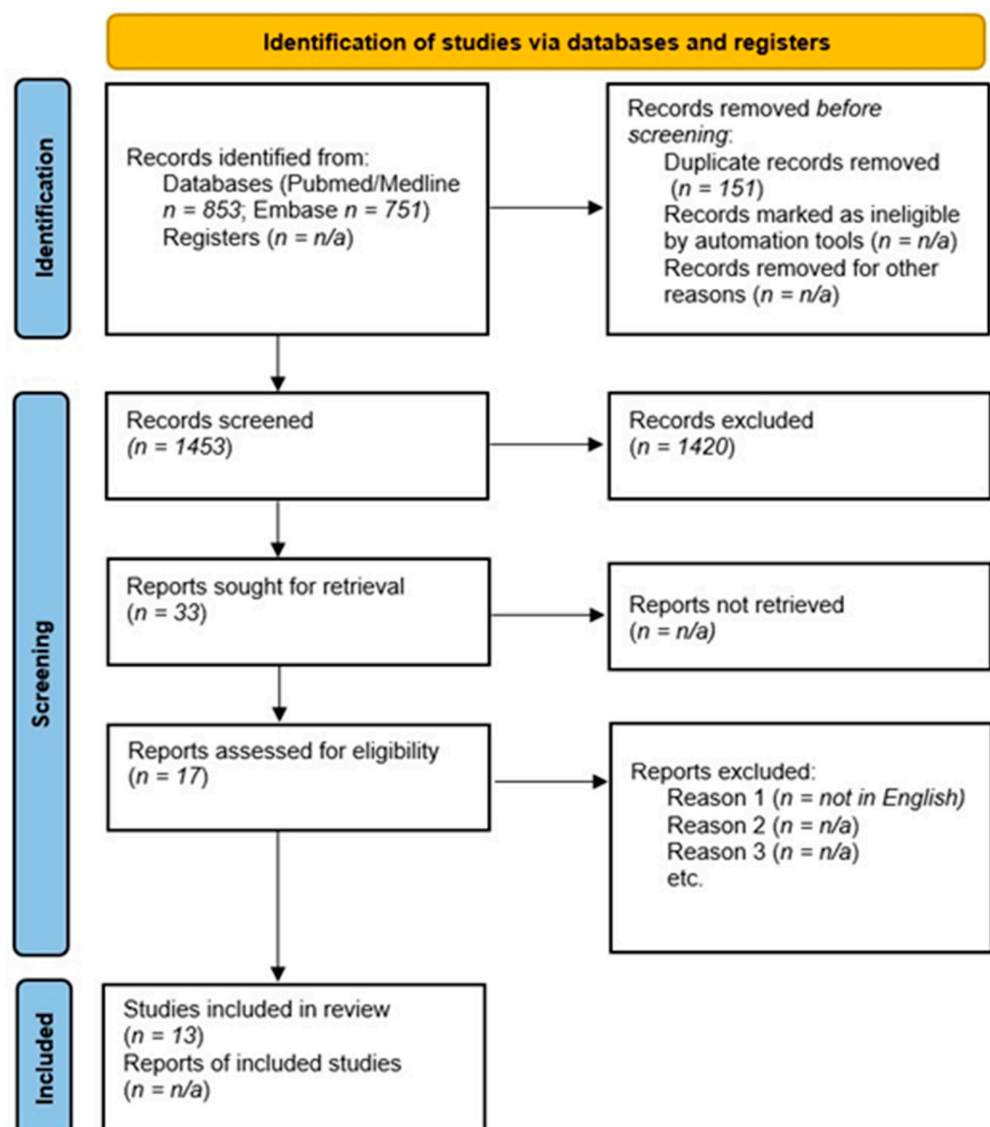 Identification of studies via databases and registers
Identification
Records identified from:
Databases (Pubmed/Medline
n = 853; Embase n = 751)
Registers (n = n/a)
Records removed before
screening:
Duplicate records removed
(n = 151)
Records marked as ineligible
by automation tools (n = n/a)
Records removed for other
reasons (n = n/a)
Screening
Records screened
(n = 1453)
Records excluded
(n = 1420)
Reports sought for retrieval
(n = 33)
Reports not retrieved
(n = n/a)
Reports assessed for eligibility
(n = 17)
Reports excluded:
Reason 1 (n = not in English)
Reason 2 (n = n/a)
Reason 3 (n = n/a)
etc.
Included
Studies included in review
(n = 13)
Reports of included studies
(n = n/a)